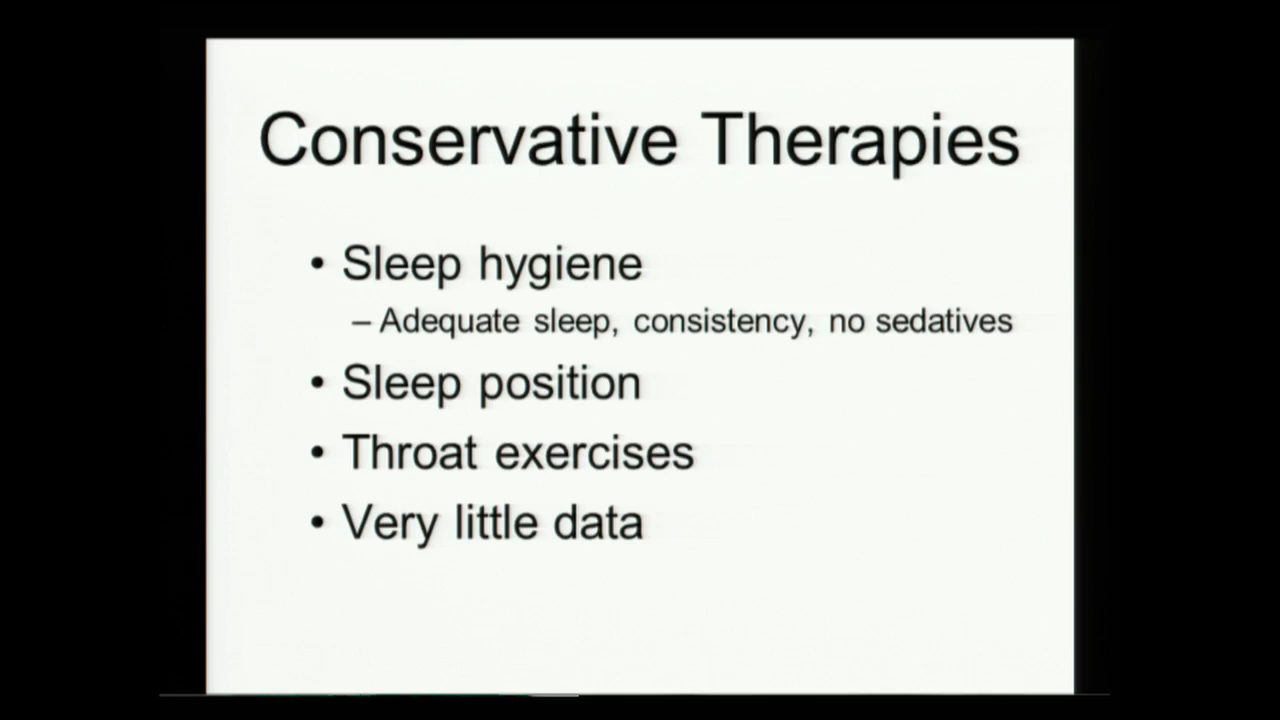 Conservative Therapies
• Sleep hygiene
– Adequate sleep, consistency, no sedatives
• Sleep position
• Throat exercises
• Very little data